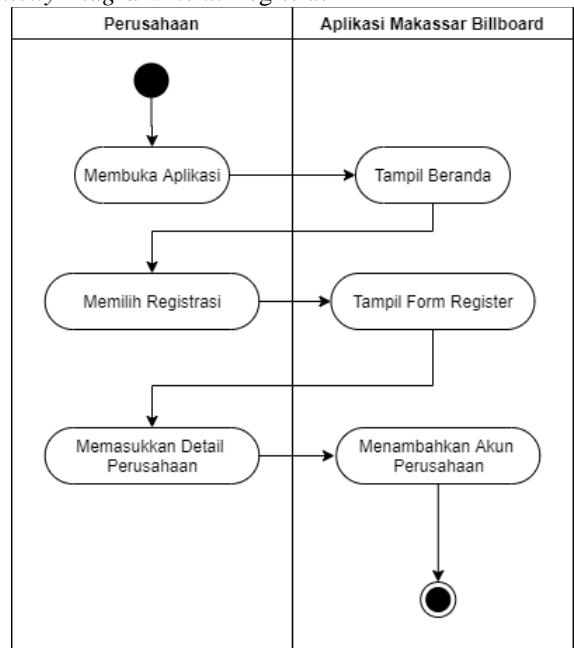 Perusahaan
Aplikasi Makassar Billboard
Membuka Aplikasi
Tampil Beranda
Memilih Registrasi
Tampil Form Register
Memasukkan Detail
Perusahaan
Menambahkan Akun
Perusahaan